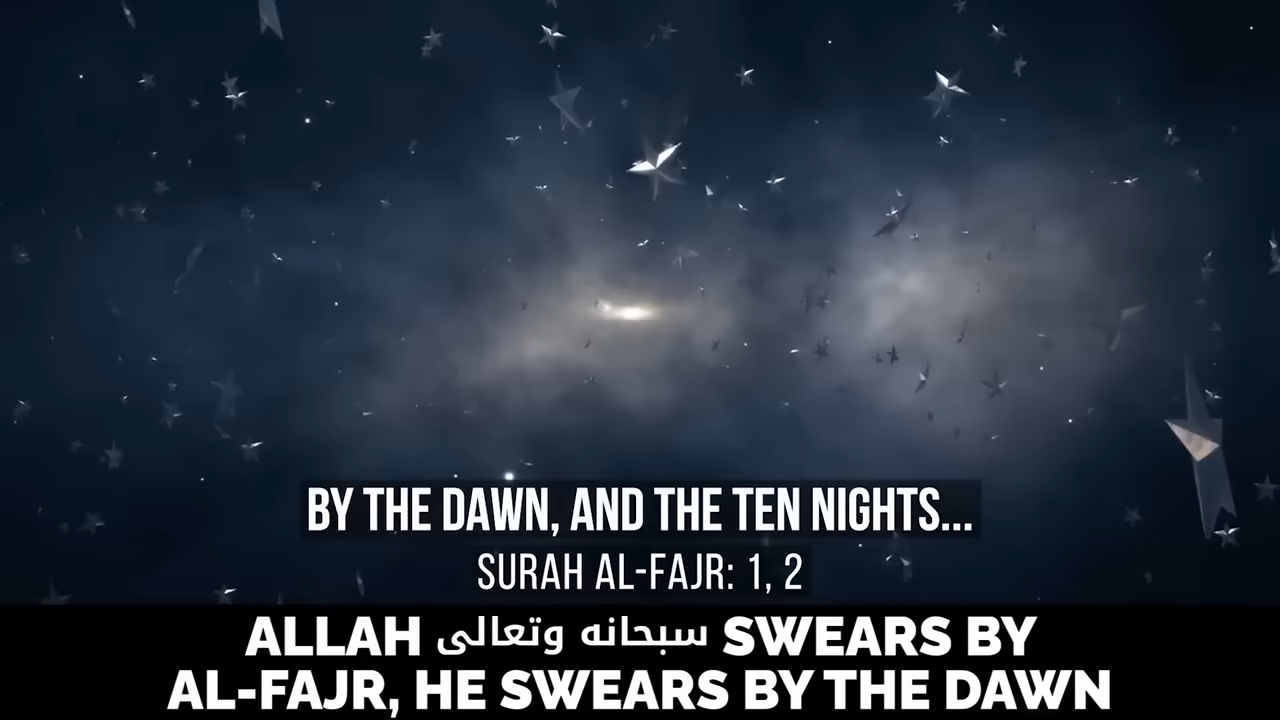 BY THE DAWN, AND THE TEN NIGHTS...
SURAH AL-FAJR: 1, 2
ALLAH سبحانه وتعالى SWEARS BY
AL-FAJR, HE SWEARS BY THE DAWN